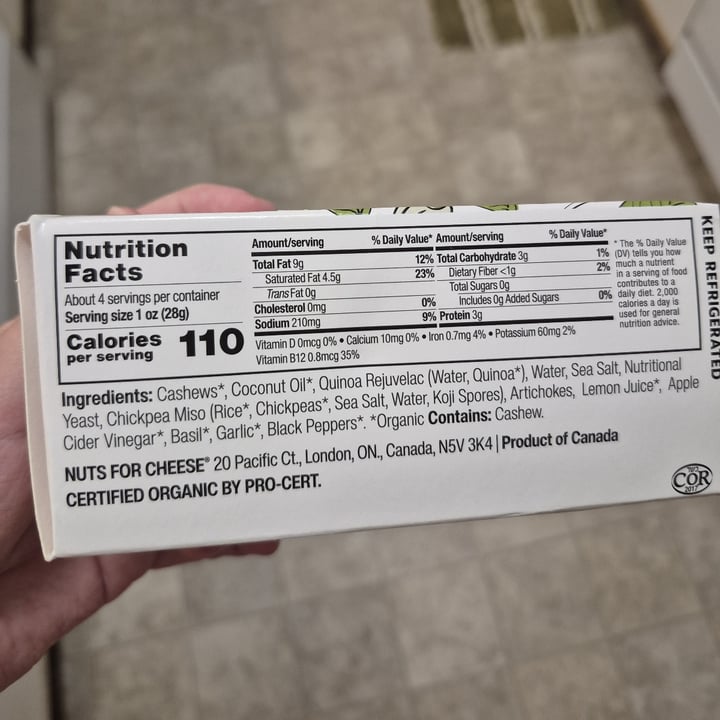 Nutrition
Facts
About 4 servings per container
Serving size 1 oz (28g)
Calories 110
per serving
Amount/serving % Daily Value*
Total Fat 9g 12%
Saturated Fat 4.5g 23%
Trans Fat 0g
Cholesterol 0mg 0%
Sodium 210mg 9%
Amount/serving % Daily Value*
Total Carbohydrate 3g 1%
Dietary Fiber <1g 2%
Total Sugars 0g
Includes 0g Added Sugars 0%
Protein 3g
Vitamin D 0mcg 0% • Calcium 10mg 0% • Iron 0.7mg 4% • Potassium 60mg 2%
Vitamin B12 0.8mcg 35%
* The % Daily Value
(DV) tells you how
much a nutrient
in a serving of food
contributes to a
daily diet. 2,000
calories a day is
used for general
nutrition advice.
KEEP REFRIGERATED
Ingredients: Cashews*, Coconut Oil*, Quinoa Rejuvelac (Water, Quinoa*), Water, Sea Salt, Nutritional
Yeast, Chickpea Miso (Rice*, Chickpeas*, Sea Salt, Water, Koji Spores), Artichokes, Lemon Juice*, Apple
Cider Vinegar*, Basil*, Garlic*, Black Peppers*. *Organic Contains: Cashew.
NUTS FOR CHEESE® 20 Pacific Ct., London, ON., Canada, N5V 3K4 | Product of Canada
CERTIFIED ORGANIC BY PRO-CERT.
COR
2017